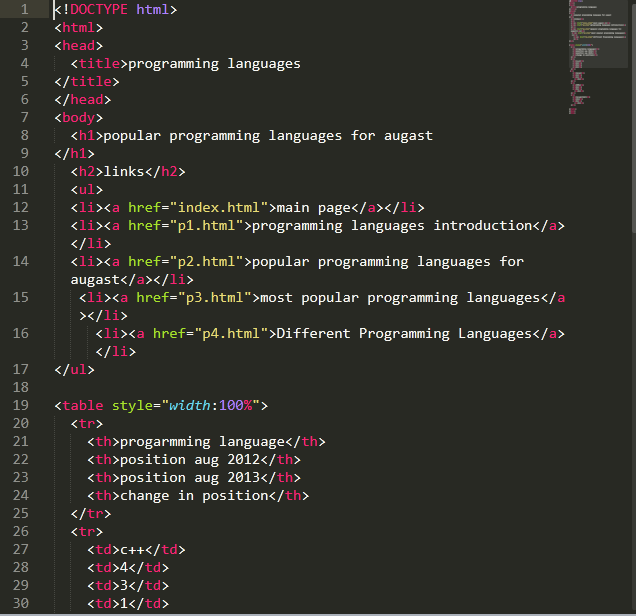 1 <!DOCTYPE html>
2 <html>
3 <head>
4 <title>programming languages
5 </title>
6 </head>
7 <body>
8 <h1>popular programming languages for augast
9 </h1>
10 <h2>links</h2>
11 <ul>
12 <li><a href="index.html">main page</a></li>
13 <li><a href="p1.html">programming languages introduction</a>
</li>
14 <li><a href="p2.html">popular programming languages for
augast</a></li>
15 <li><a href="p3.html">most popular programming languages</a
></li>
16 <li><a href="p4.html">Different Programming Languages</a>
</li>
17 </ul>
18
19 <table style="width:100%">
20 <tr>
21 <th>progarmming language</th>
22 <th>position aug 2012</th>
23 <th>position aug 2013</th>
24 <th>change in position</th>
25 </tr>
26 <tr>
27 <td>c++</td>
28 <td>4</td>
29 <td>3</td>
30 <td>1</td>